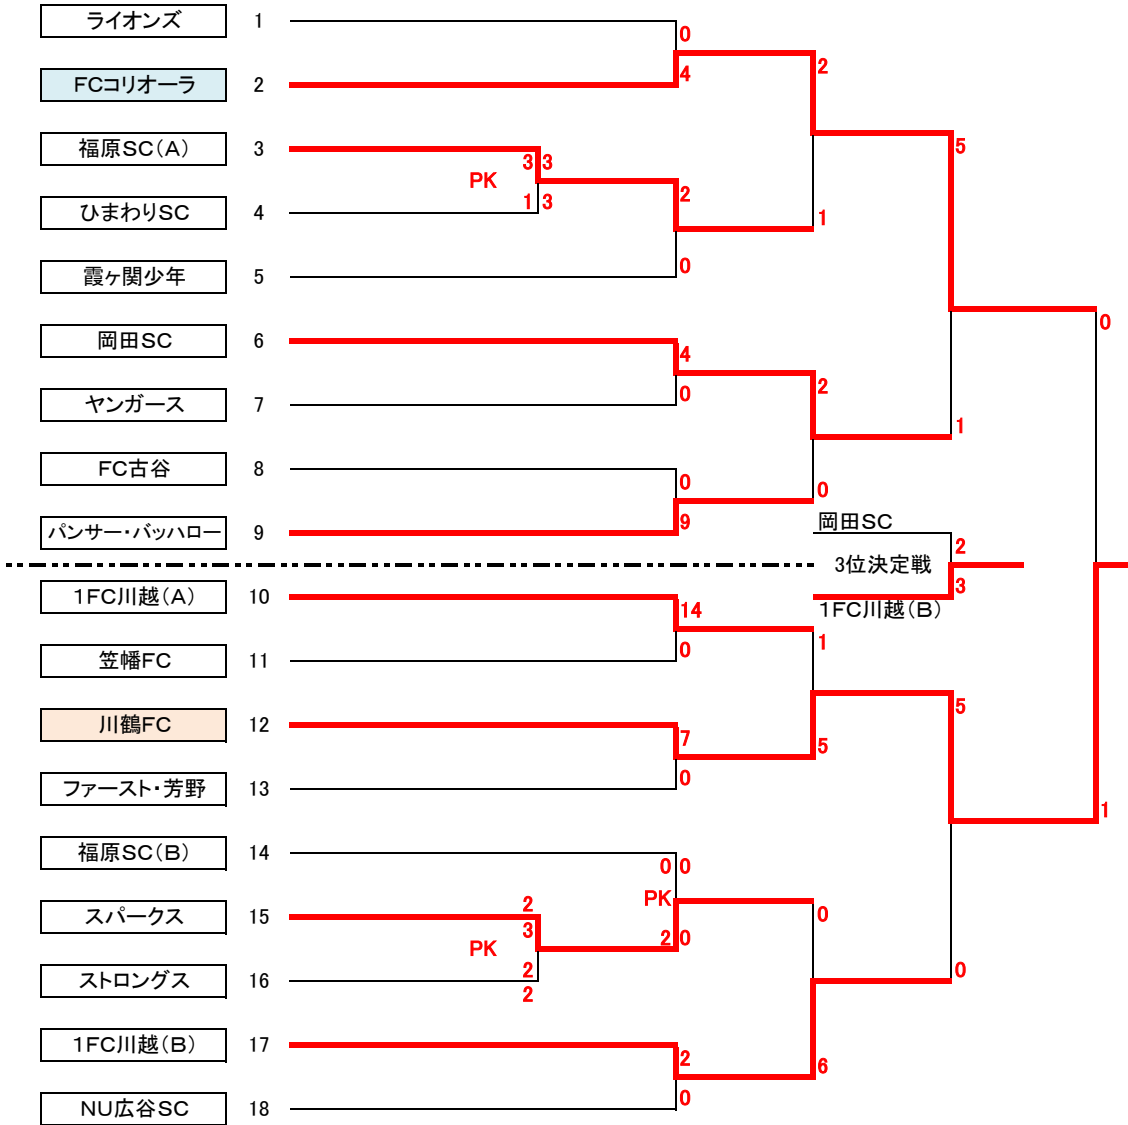 ライオンズ 1
0
FCコリオーラ 2
4
2
福原SC(A) 3
3 3
5
PK
2
ひまわりSC 4
1 3
1
霞ヶ関少年 5
0
岡田SC 6
4
0
ヤンガース 7
0
2
1
FC古谷 8
0
0
パンサー・バッハロー 9
9
岡田SC
2
3位決定戦
3
1FC川越(B)
1FC川越(A) 10
14
笠幡FC 11
0
1
川鶴FC 12
7
5
5
ファースト・芳野 13
0
1
福原SC(B) 14
0 0
PK
スパークス 15
2
3
2 0
0
PK
ストロングス 16
2
2
0
1FC川越(B) 17
2
6
NU広谷SC 18
0